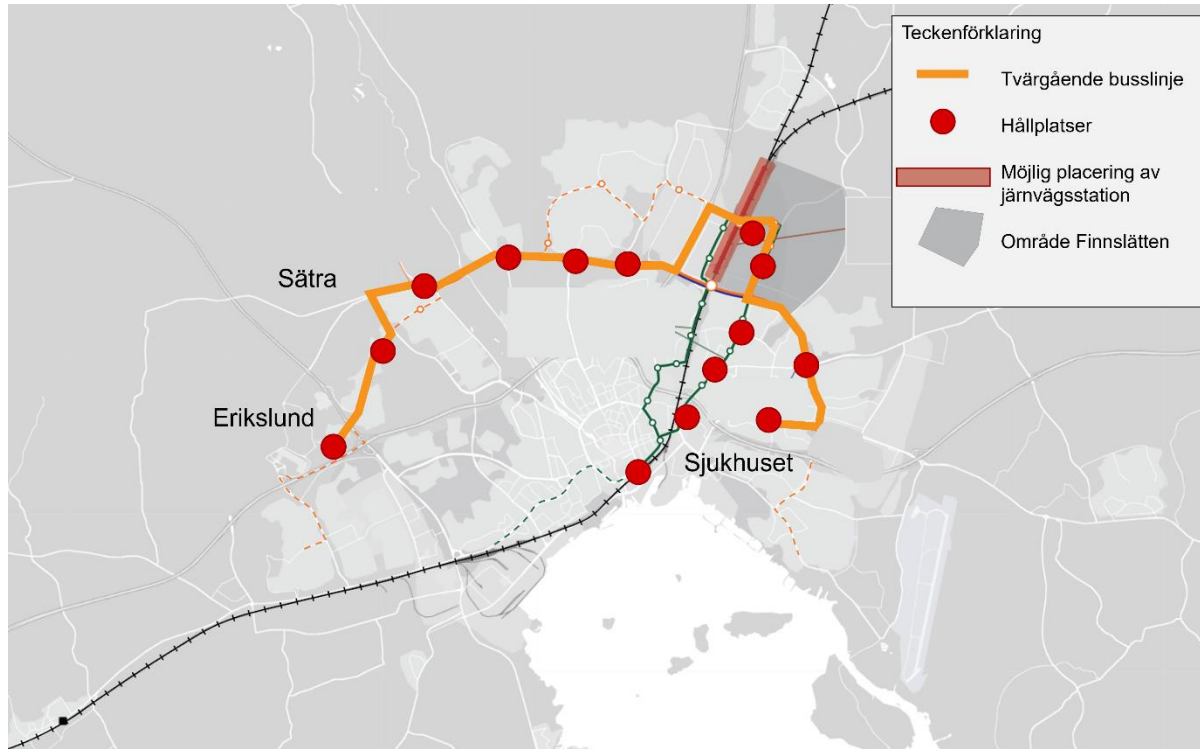 Teckenförklaring
Tvärgående busslinje
Hållplatser
Möjlig placering av
järnvägsstation
Område Finnslätten
Sätra
Erikslund
Sjukhuset